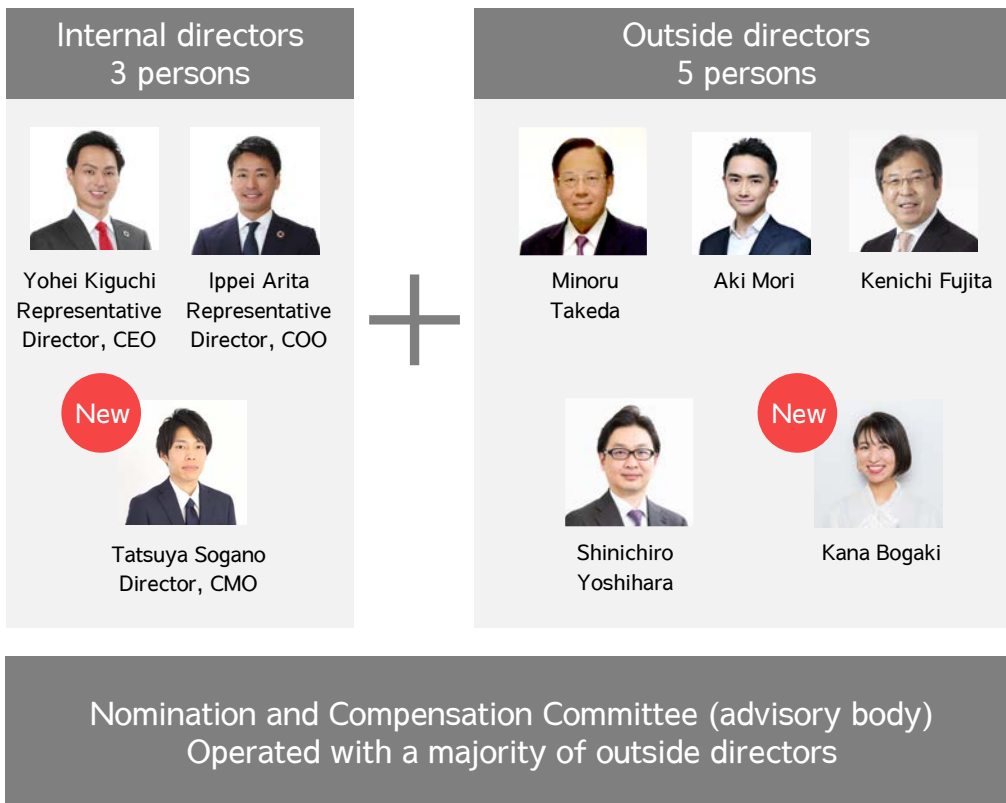 Internal directors
3 persons
Outside directors
5 persons
Yohei Kiguchi
Representative
Director, CEO
Ippei Arita
Representative
Director, COO
Minoru
Takeda
Aki Mori
Kenichi Fujita
New
Tatsuya Sogano
Director, CMO
Shinichiro
Yoshihara
New
Kana Bogaki
Nomination and Compensation Committee (advisory body)
Operated with a majority of outside directors